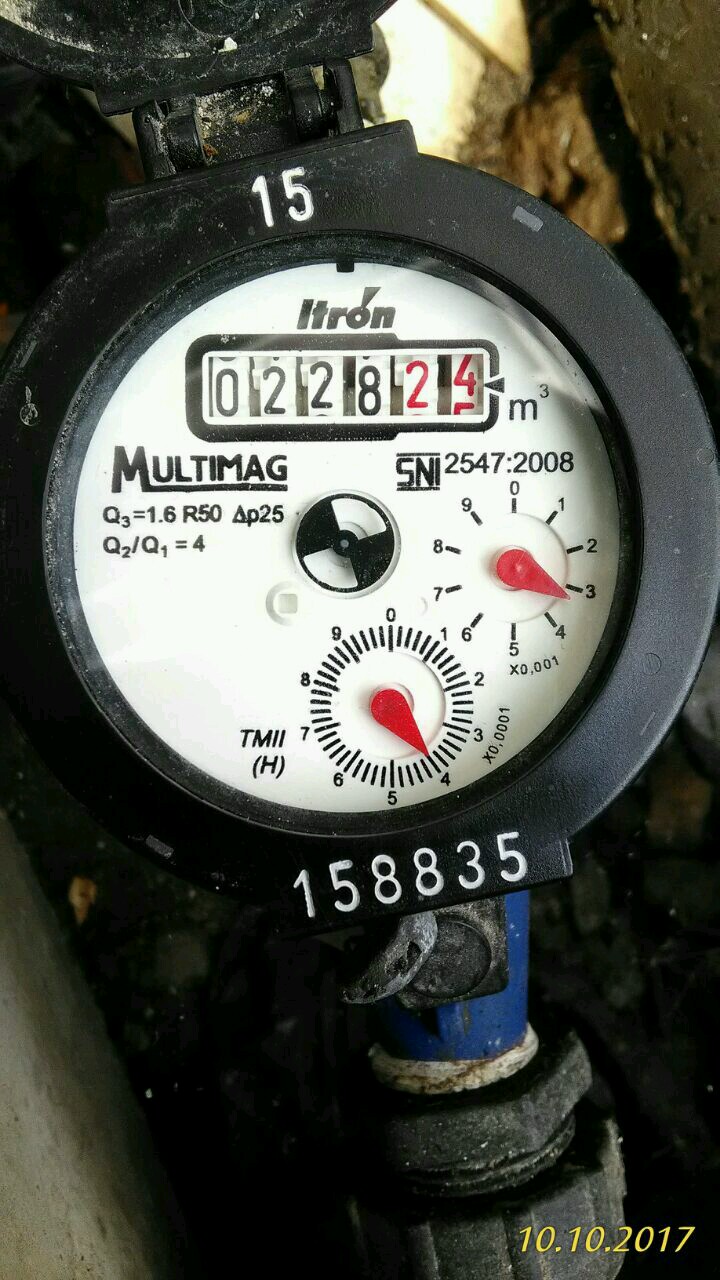 15
Itrón
022824
m³
MULTIMAG
SNI 2547:2008
Q₃=1.6 R50 Δp25
Q₂/Q₁ = 4
0 1 2 3 4 5 6 7 8 9
X0,001
0 1 2 3 4 5 6 7 8 9
X0,0001
TMII
(H)
158835
10.10.2017